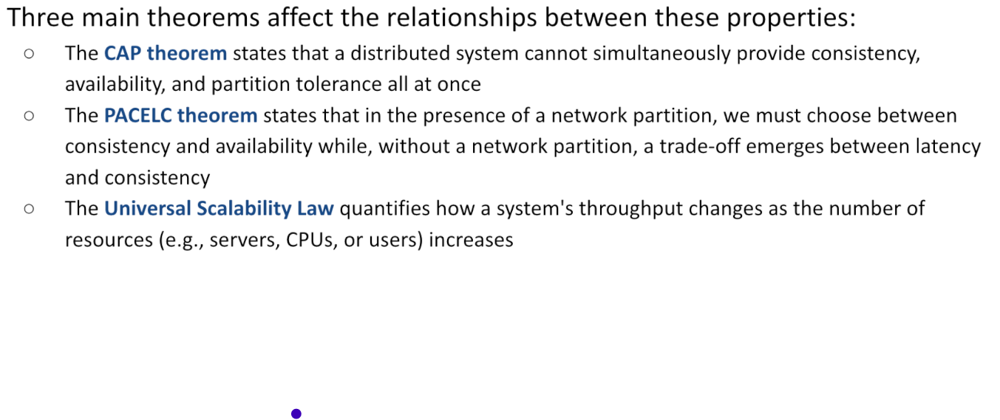 Three main theorems affect the relationships between these properties:
○ The CAP theorem states that a distributed system cannot simultaneously provide consistency,
availability, and partition tolerance all at once
○ The PACELC theorem states that in the presence of a network partition, we must choose between
consistency and availability while, without a network partition, a trade-off emerges between latency
and consistency
○ The Universal Scalability Law quantifies how a system's throughput changes as the number of
resources (e.g., servers, CPUs, or users) increases